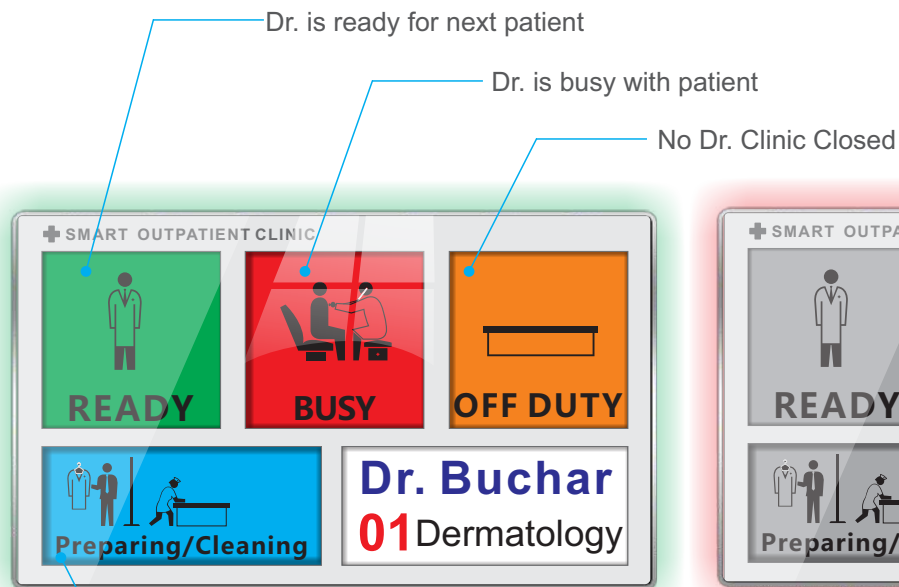 Dr. is ready for next patient
Dr. is busy with patient
No Dr. Clinic Closed
SMART OUTPATIENT CLINIC
READY
BUSY
OFF DUTY
Preparing/Cleaning
Dr. Buchar
01 Dermatology
SMART OUTPA
READY
Preparing/